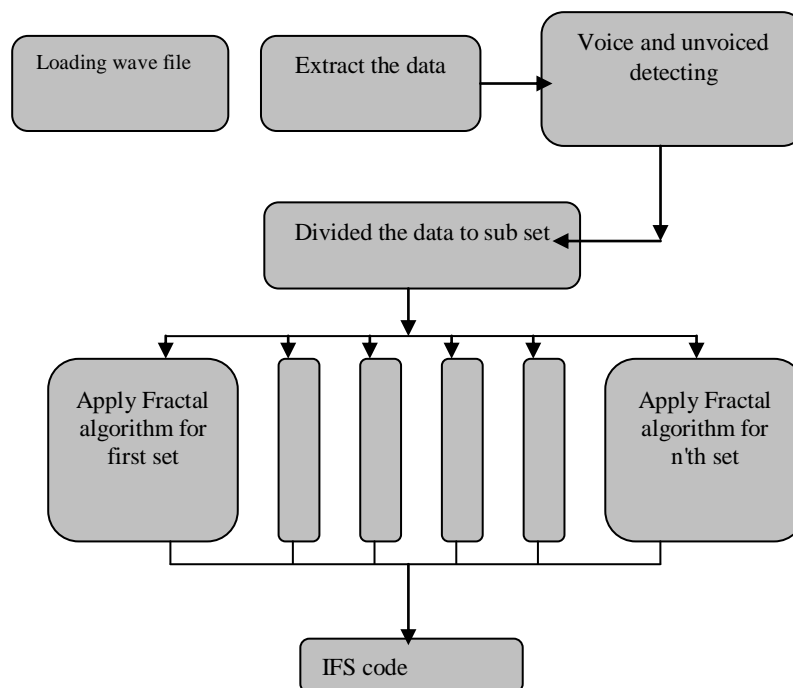 Loading wave file
Extract the data
Voice and unvoiced
detecting
Divided the data to sub set
Apply Fractal
algorithm for
first set
Apply Fractal
algorithm for
n'th set
IFS code